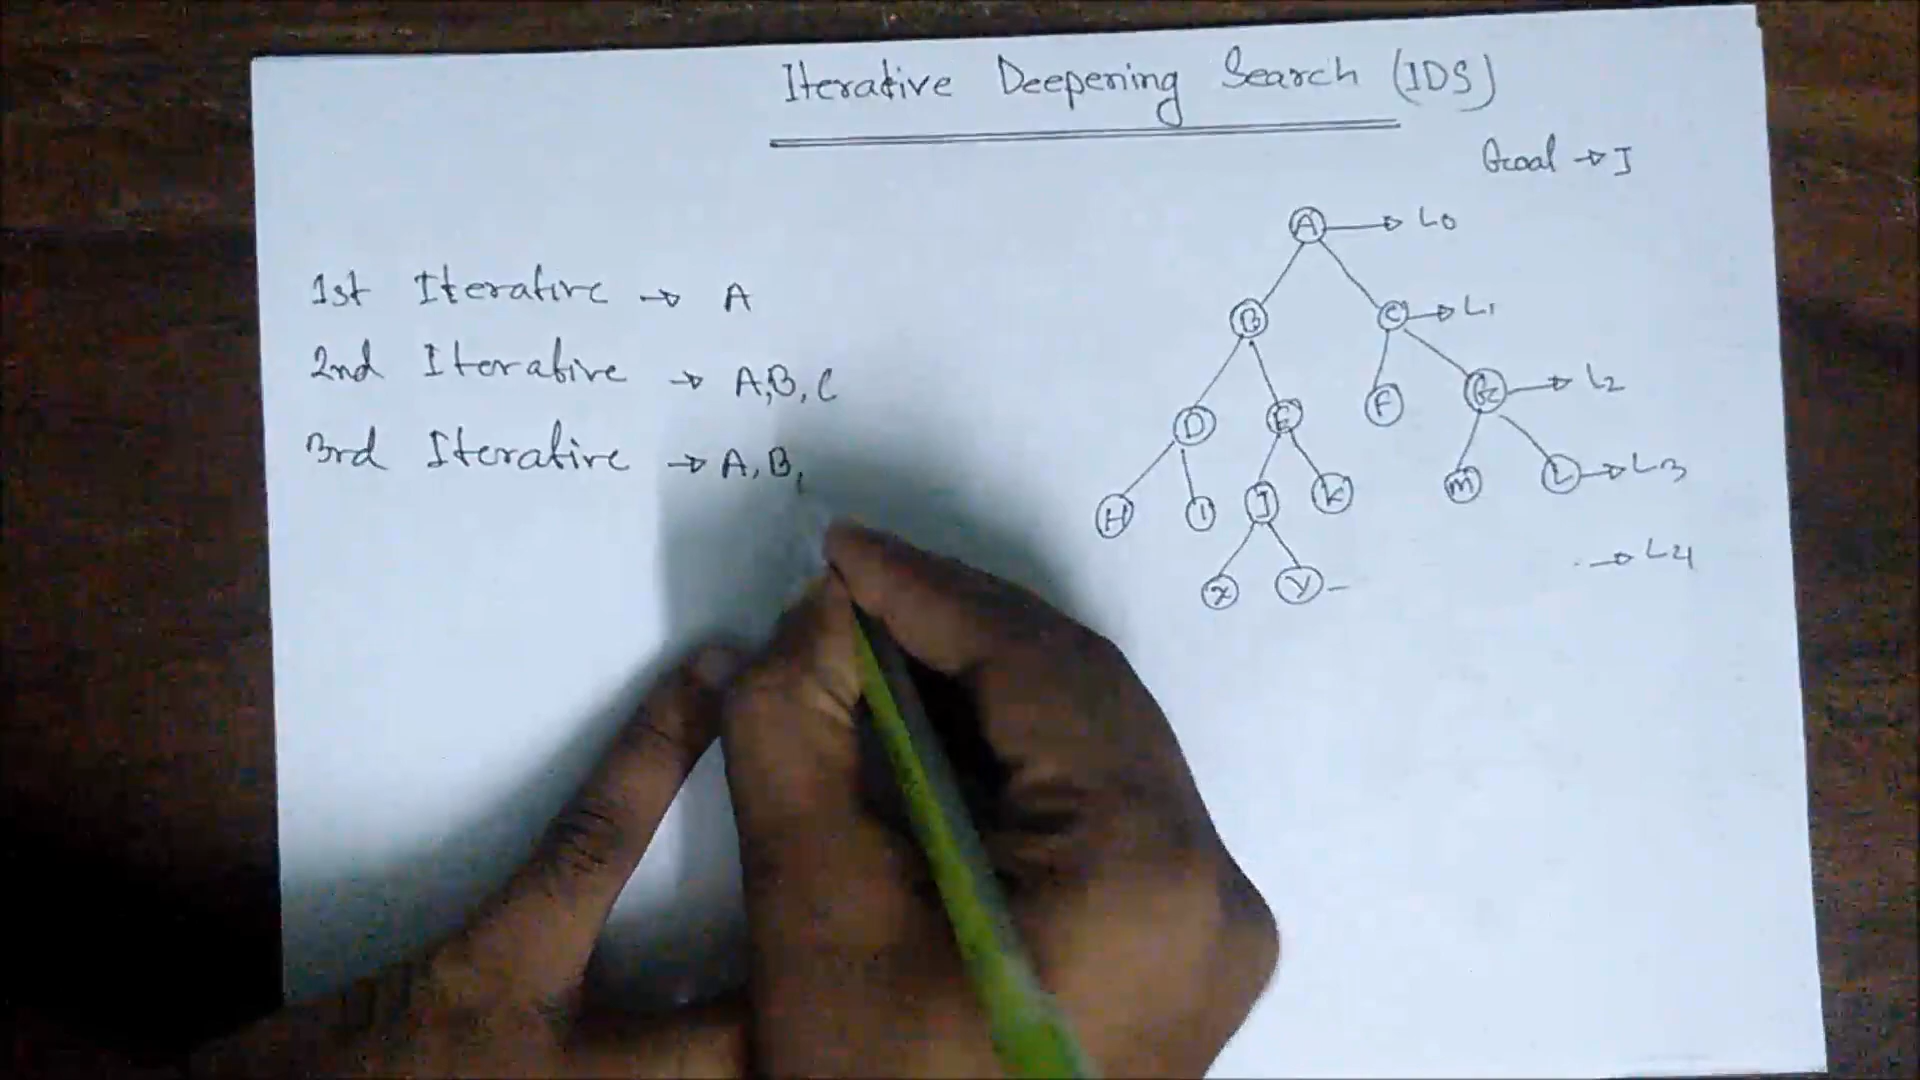 Iterative Deepening Search (IDS)
Goal → J
A → L0
1st Iterative → A
B C → L1
2nd Iterative → A,B,C
D E F G → L2
3rd Iterative → A,B,
H I J K M L → L3
X Y → L4